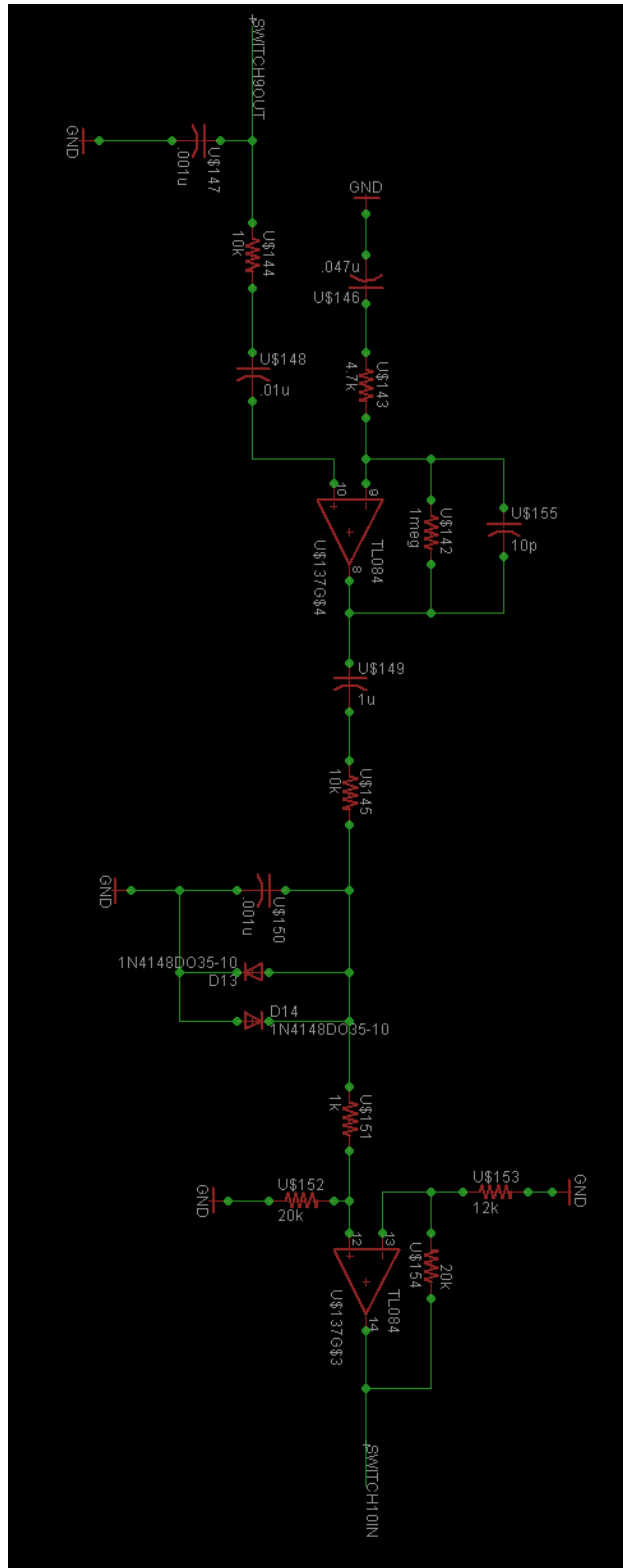 SWITCH9OUT
GND
U$147
.001u
GND
U$144
10k
.047u
U$146
U$148
.01u
U$143
4.7k
10
9
U$155
10p
U$142
1meg
TL084
U$137G$4
8
U$149
1u
U$145
10k
GND
U$150
.001u
1N4148DO35-10
D13
D14
1N4148DO35-10
U$151
1k
U$152
20k
GND
U$153
12k
GND
12
13
20k
U$154
TL084
U$137G$3
14
SWITCH10IN